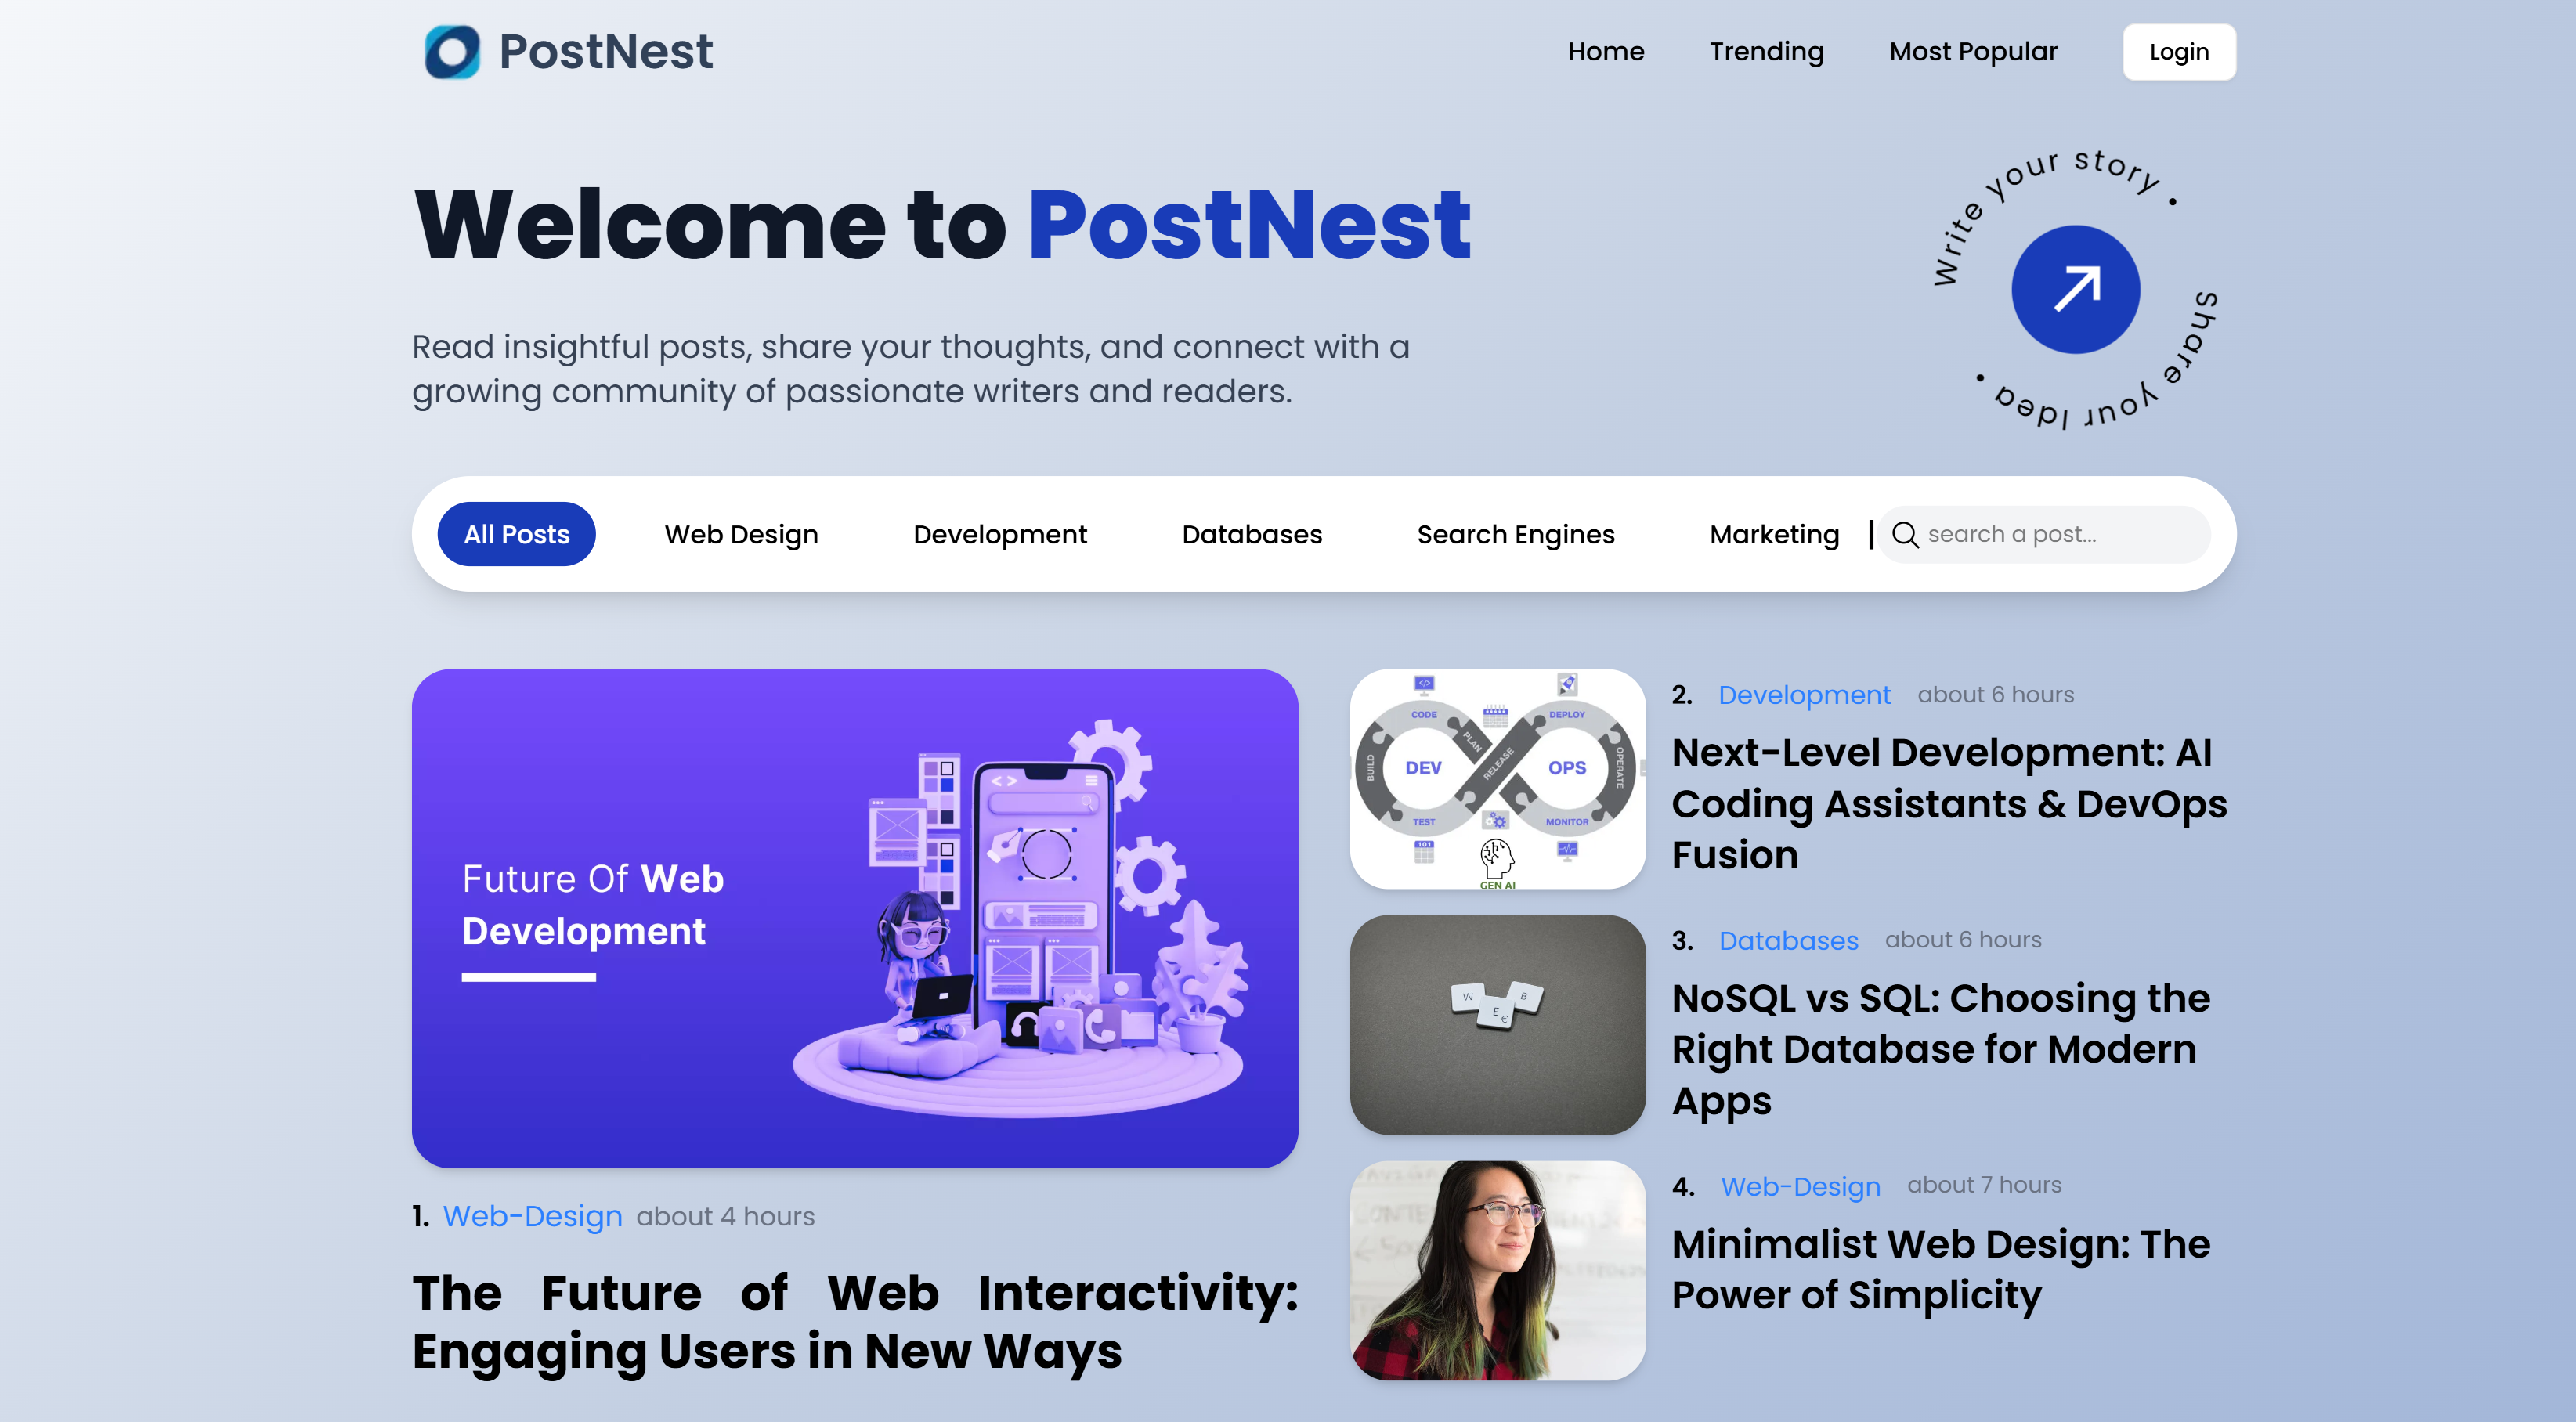 PostNest
Home
Trending
Most Popular
Login
Welcome to PostNest
Read insightful posts, share your thoughts, and connect with a
growing community of passionate writers and readers.
Write your story •
Share your Idea •
All Posts
Web Design
Development
Databases
Search Engines
Marketing
|
search a post...
Future Of Web
Development
1. Web-Design about 4 hours
The Future of Web Interactivity:
Engaging Users in New Ways
CODE
DEPLOY
PLAN
BUILD
DEV
RELEASE
OPS
OPERATE
TEST
MONITOR
101
GEN AI
2. Development about 6 hours
Next-Level Development: AI
Coding Assistants & DevOps
Fusion
W
E €
B
3. Databases about 6 hours
NoSQL vs SQL: Choosing the
Right Database for Modern
Apps
4. Web-Design about 7 hours
Minimalist Web Design: The
Power of Simplicity